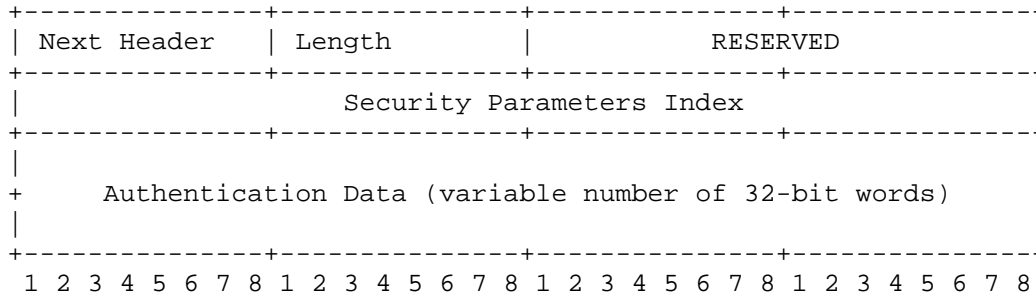 +---------------+---------------+---------------+---------------+
| Next Header   | Length        |           RESERVED
+---------------+---------------+---------------+---------------+
|                    Security Parameters Index
+---------------+---------------+---------------+---------------+
|
+     Authentication Data (variable number of 32-bit words)
|
+---------------+---------------+---------------+---------------+
 1 2 3 4 5 6 7 8 1 2 3 4 5 6 7 8 1 2 3 4 5 6 7 8 1 2 3 4 5 6 7 8